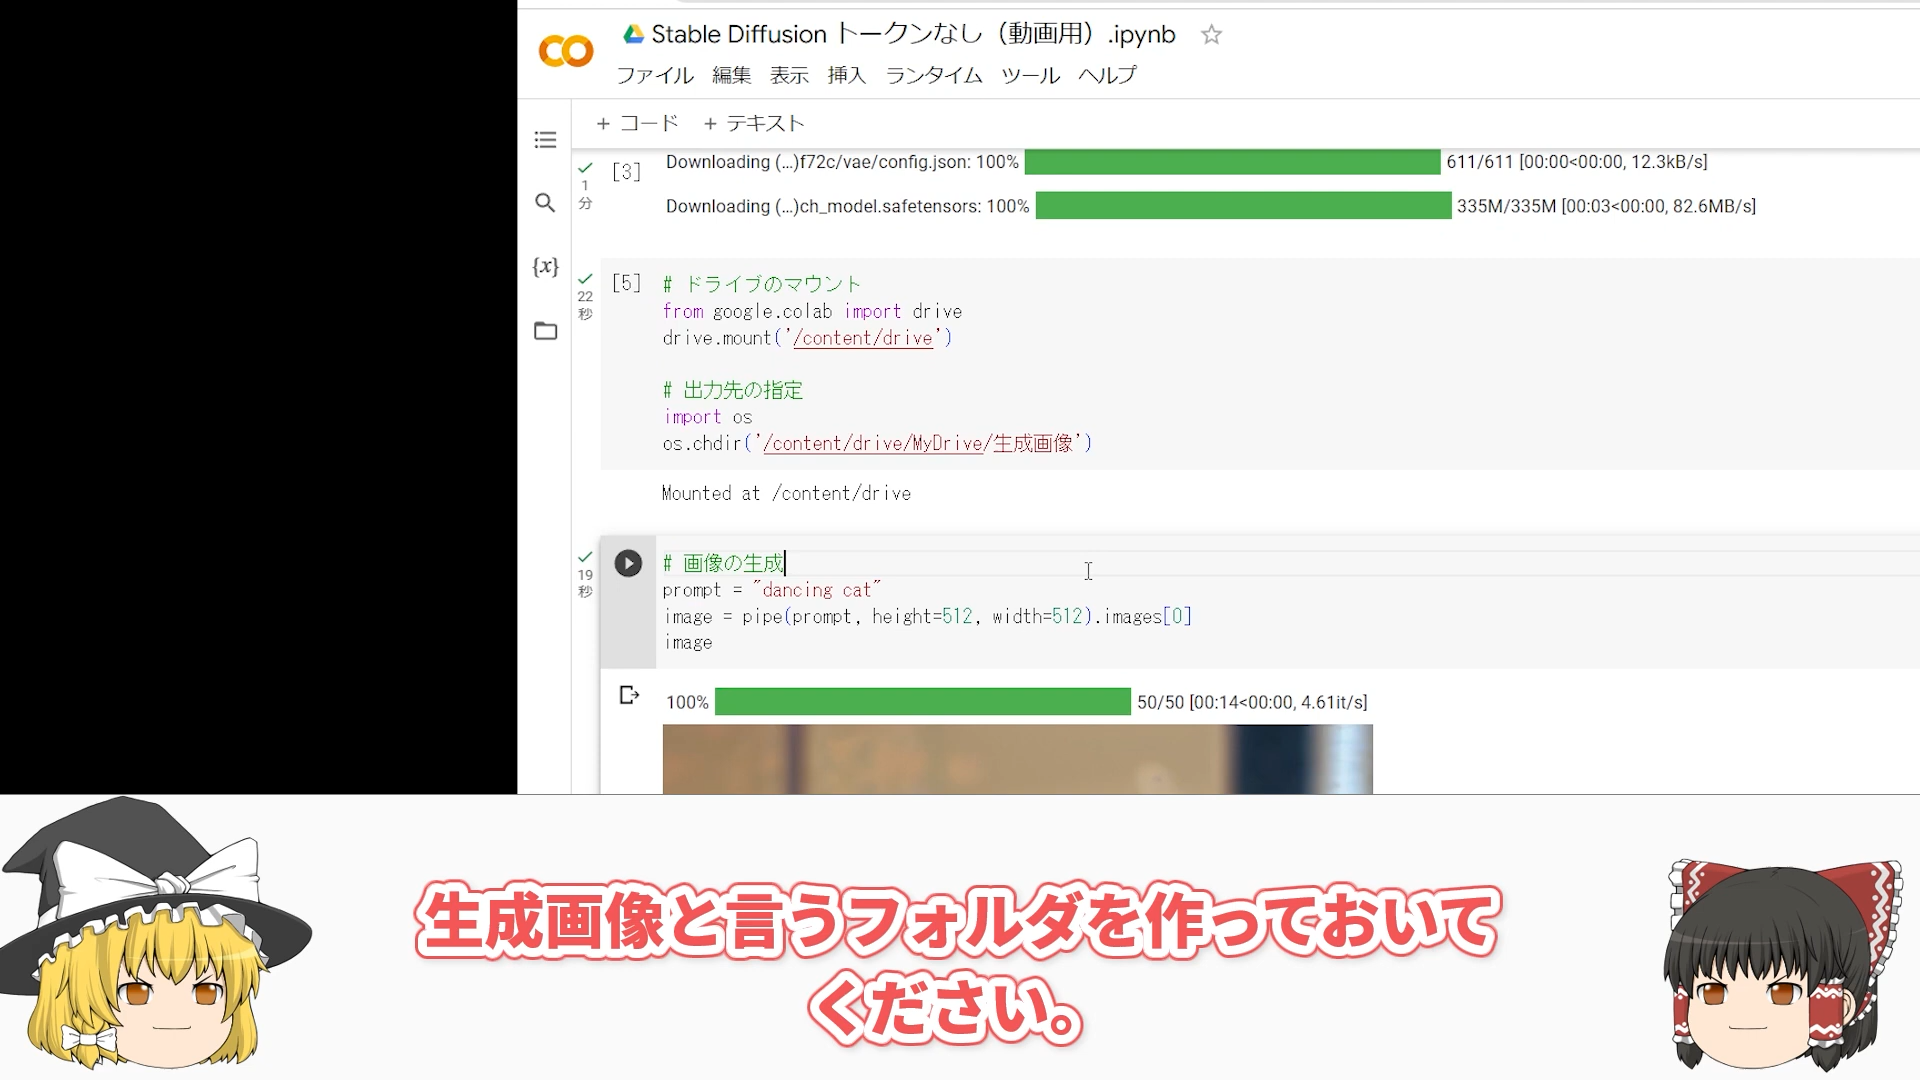 Stable Diffusion トークンなし（動画用）.ipynb
ファイル 編集 表示 挿入 ランタイム ツール ヘルプ
+ コード + テキスト
1
分
[3]
Downloading (…)f72c/vae/config.json: 100% 611/611 [00:00<00:00, 12.3kB/s]
Downloading (…)ch_model.safetensors: 100% 335M/335M [00:03<00:00, 82.6MB/s]
{x}
22
秒
[5]
# ドライブのマウント
from google.colab import drive
drive.mount('/content/drive')
# 出力先の指定
import os
os.chdir('/content/drive/MyDrive/生成画像')
Mounted at /content/drive
19
秒
# 画像の生成
prompt = "dancing cat"
image = pipe(prompt, height=512, width=512).images[0]
image
100% 50/50 [00:14<00:00, 4.61it/s]
生成画像と言うフォルダを作っておいて
ください。